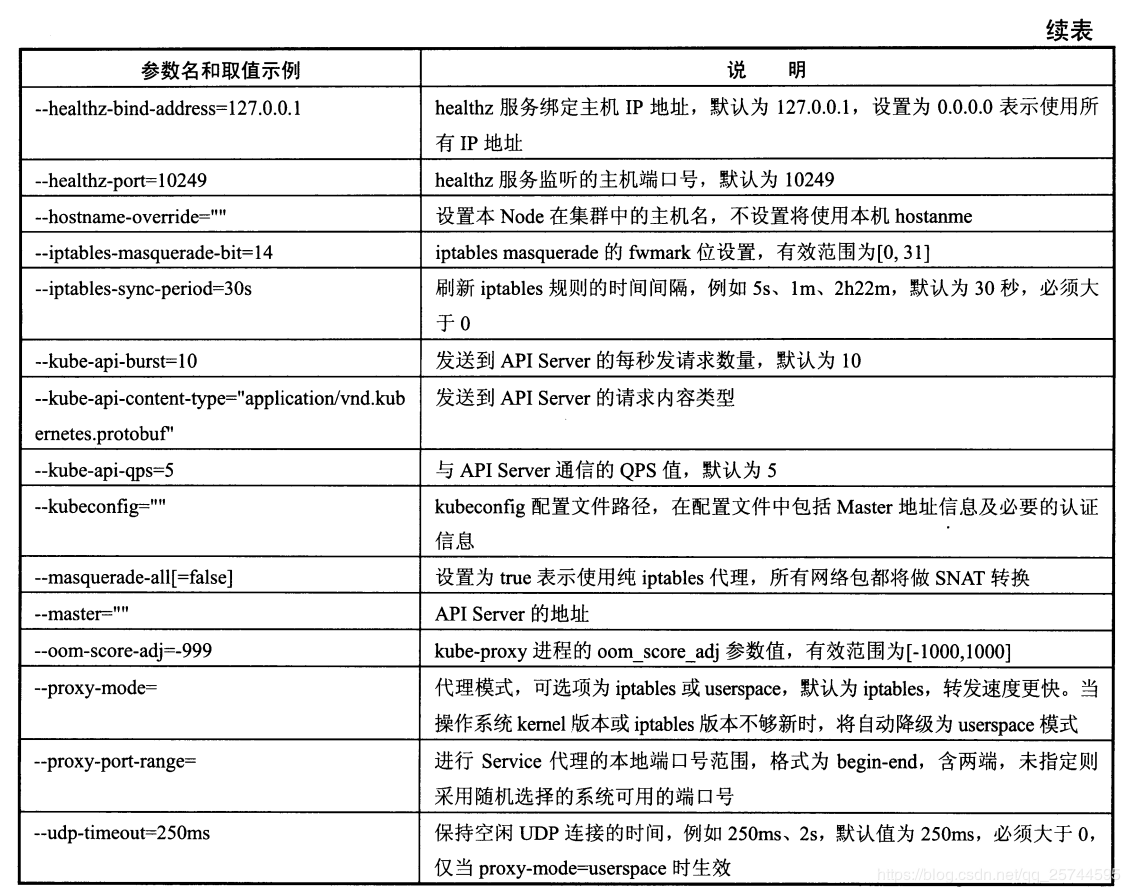 续表
参数名和取值示例
说 明
--healthz-bind-address=127.0.0.1
healthz 服务绑定主机 IP 地址，默认为 127.0.0.1，设置为 0.0.0.0 表示使用所
有 IP 地址
--healthz-port=10249
healthz 服务监听的主机端口号，默认为 10249
--hostname-override=""
设置本 Node 在集群中的主机名，不设置将使用本机 hostanme
--iptables-masquerade-bit=14
iptables masquerade 的 fwmark 位设置，有效范围为[0, 31]
--iptables-sync-period=30s
刷新 iptables 规则的时间间隔，例如 5s、1m、2h22m，默认为 30 秒，必须大
于 0
--kube-api-burst=10
发送到 API Server 的每秒发请求数量，默认为 10
--kube-api-content-type="application/vnd.kub
ernetes.protobuf"
发送到 API Server 的请求内容类型
--kube-api-qps=5
与 API Server 通信的 QPS 值，默认为 5
--kubeconfig=""
kubeconfig 配置文件路径，在配置文件中包括 Master 地址信息及必要的认证
信息
--masquerade-all[=false]
设置为 true 表示使用纯 iptables 代理，所有网络包都将做 SNAT 转换
--master=""
API Server 的地址
--oom-score-adj=-999
kube-proxy 进程的 oom_score_adj 参数值，有效范围为[-1000,1000]
--proxy-mode=
代理模式，可选项为 iptables 或 userspace，默认为 iptables，转发速度更快。当
操作系统 kernel 版本或 iptables 版本不够新时，将自动降级为 userspace 模式
--proxy-port-range=
进行 Service 代理的本地端口号范围，格式为 begin-end，含两端，未指定则
采用随机选择的系统可用的端口号
--udp-timeout=250ms
保持空闲 UDP 连接的时间，例如 250ms、2s，默认值为 250ms，必须大于 0，
仅当 proxy-mode=userspace 时生效
https://blog.csdn.net/qq_25744595